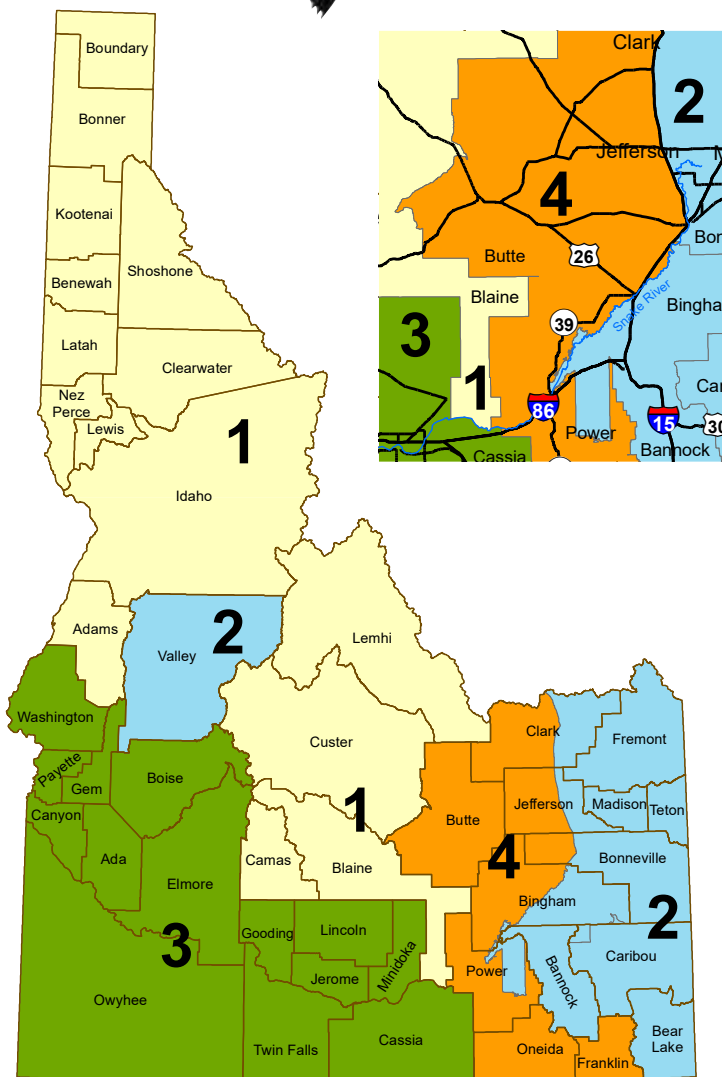 Boundary
Bonner
Kootenai
Shoshone
Benewah
Latah
Clearwater
Nez
Perce
Lewis
1
Idaho
Adams
Valley
2
Lemhi
Washington
Custer
Clark
Fremont
Payette
Gem
Boise
Canyon
1
Butte
Jefferson
Madison
Teton
Ada
Camas
Blaine
4
Bonneville
Elmore
Bingham
3
Gooding
Lincoln
2
Jerome
Minidoka
Power
Bannock
Caribou
Owyhee
Twin Falls
Cassia
Oneida
Franklin
Bear
Lake
Clark
2
Jefferson
M
4
Bon
Butte
26
Blaine
Snake River
Bingha
3
39
1
86
Car
15
30
Power
Bannock
Cassia